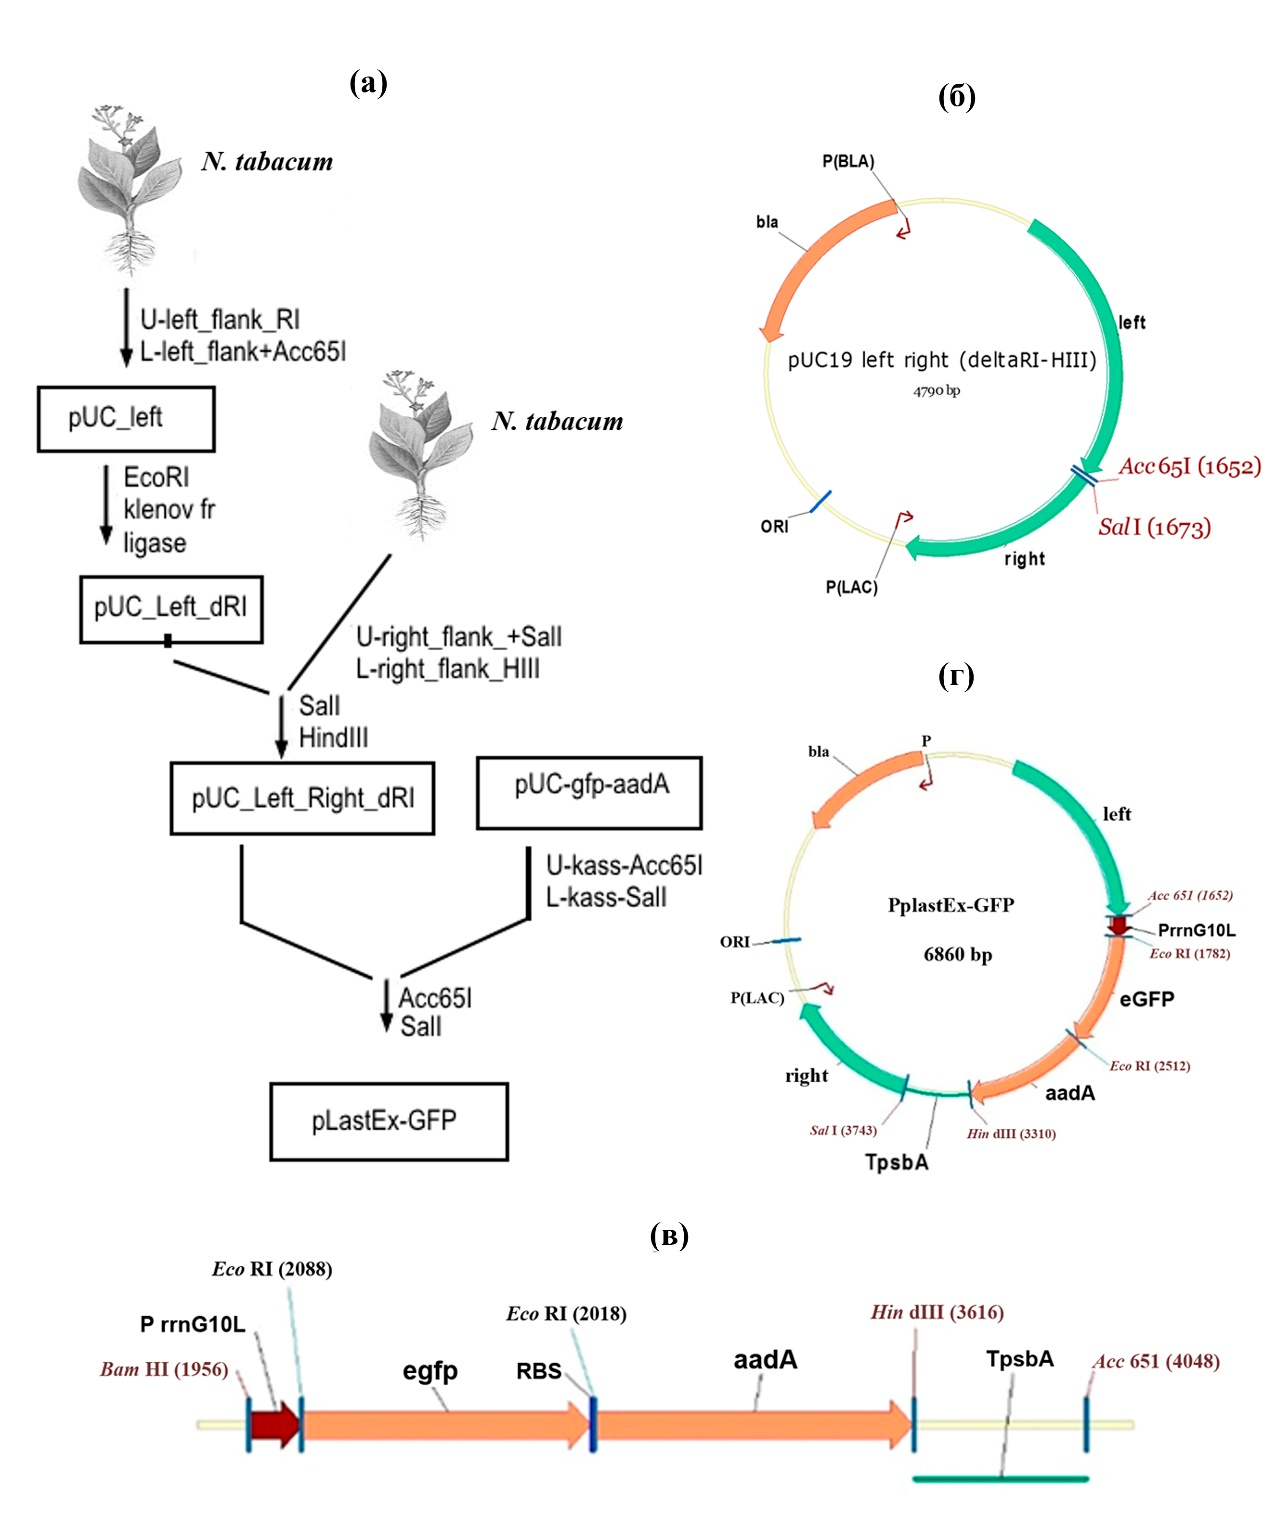 (а)
N. tabacum
U-left_flank_RI
L-left_flank+Acc65I
pUC_left
N. tabacum
EcoRI
klenov fr
ligase
pUC_Left_dRI
U-right_flank_+SalI
L-right_flank_HIII
SalI
HindIII
pUC_Left_Right_dRI
pUC-gfp-aadA
U-kass-Acc65I
L-kass-SalI
Acc65I
SalI
pLastEx-GFP
(б)
P(BLA)
bla
left
pUC19 left right (deltaRI-HIII)
4790 bp
Acc65I (1652)
SalI (1673)
ORI
right
P(LAC)
(г)
P
bla
left
Acc 651 (1652)
PplastEx-GFP
PrrnG10L
6860 bp
ORI
Eco RI (1782)
P(LAC)
eGFP
Eco RI (2512)
right
aadA
Sal I (3743)
Hin dIII (3310)
TpsbA
(в)
Eco RI (2088)
P rrnG10L
Eco RI (2018)
Hin dIII (3616)
Bam HI (1956)
egfp
RBS
aadA
TpsbA
Acc 651 (4048)